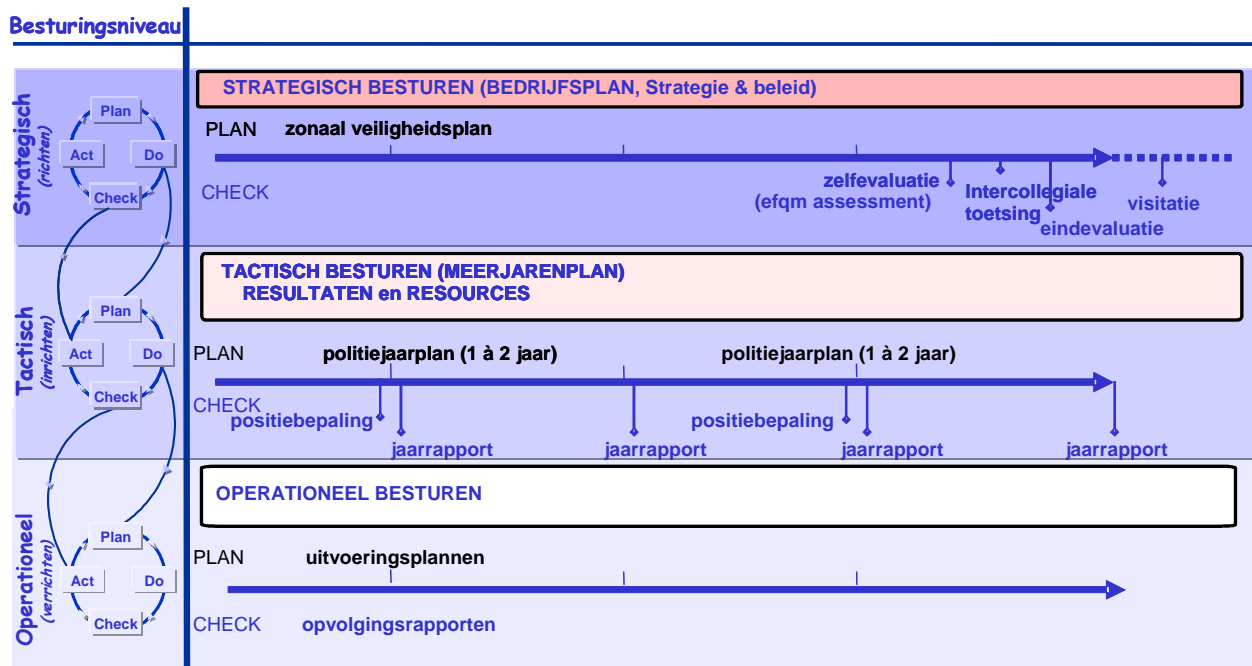 Besturingsniveau
Strategisch
(richten)
Plan
Act
Do
Check
STRATEGISCH BESTUREN (BEDRIJFSPLAN, Strategie & beleid)
PLAN zonaal veiligheidsplan
CHECK
zelfevaluatie
(efqm assessment)
Intercollegiale
toetsing
eindevaluatie
visitatie
Tactisch
(inrichten)
Plan
Act
Do
Check
TACTISCH BESTUREN (MEERJARENPLAN)
RESULTATEN en RESOURCES
PLAN politiejaarplan (1 à 2 jaar) politiejaarplan (1 à 2 jaar)
CHECK
positiebepaling positiebepaling
jaarrapport jaarrapport jaarrapport jaarrapport
Operationeel
(verrichten)
Plan
Act
Do
Check
OPERATIONEEL BESTUREN
PLAN uitvoeringsplannen
CHECK opvolgingsrapporten